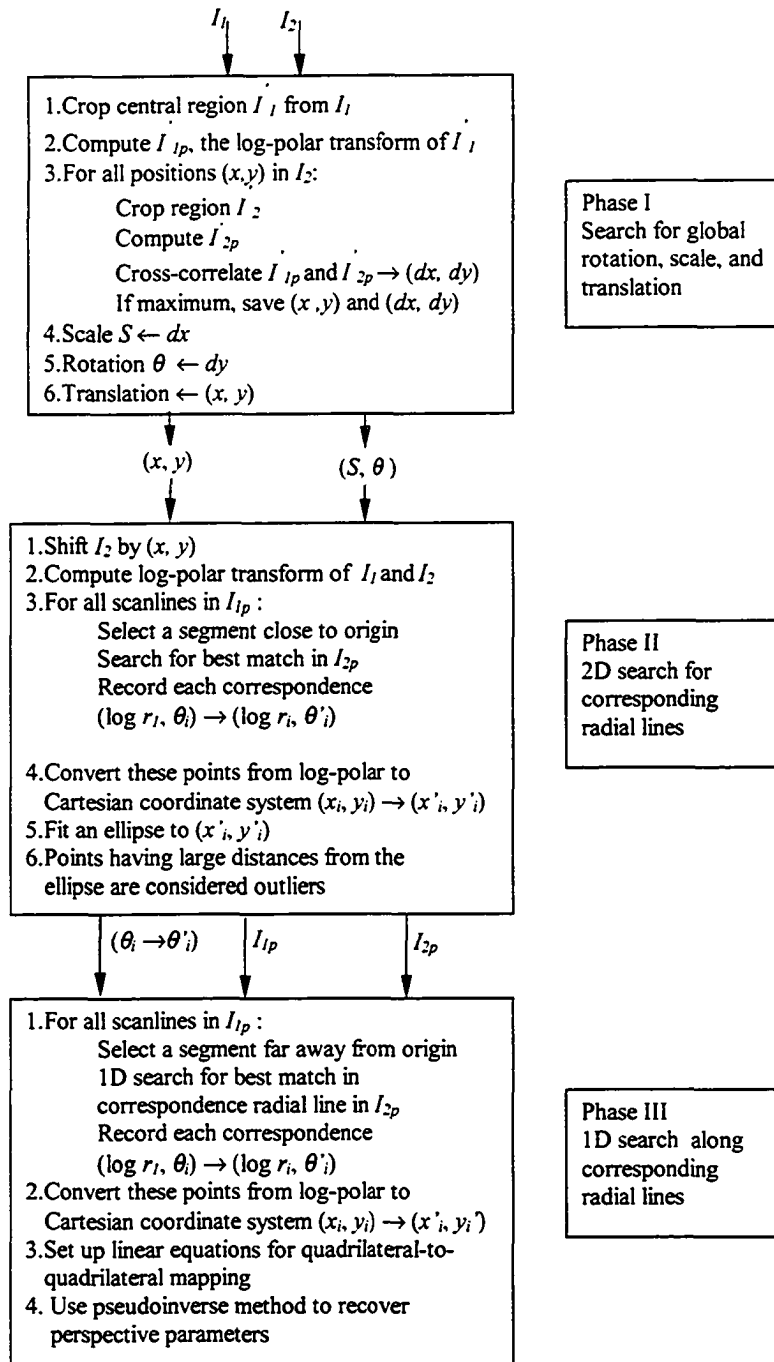 I1 I2
1.Crop central region I'1 from I1
2.Compute I'1p, the log-polar transform of I'1
3.For all positions (x,y) in I2:
Crop region I'2
Compute I'2p
Cross-correlate I'1p and I'2p → (dx, dy)
If maximum, save (x ,y) and (dx, dy)
4.Scale S ← dx
5.Rotation θ ← dy
6.Translation ← (x, y)
Phase I
Search for global
rotation, scale, and
translation
(x, y) (S, θ )
1.Shift I2 by (x, y)
2.Compute log-polar transform of I1 and I2
3.For all scanlines in I1p :
Select a segment close to origin
Search for best match in I2p
Record each correspondence
(log r1, θi) → (log ri, θ'i)
4.Convert these points from log-polar to
Cartesian coordinate system (xi, yi) → (x'i, y'i)
5.Fit an ellipse to (x'i, y'i)
6.Points having large distances from the
ellipse are considered outliers
Phase II
2D search for
corresponding
radial lines
(θi →θ'i) I1p I2p
1.For all scanlines in I1p :
Select a segment far away from origin
1D search for best match in
correspondence radial line in I2p
Record each correspondence
(log r1, θi) → (log ri, θ'i)
2.Convert these points from log-polar to
Cartesian coordinate system (xi, yi) → (x'i, yi')
3.Set up linear equations for quadrilateral-to-
quadrilateral mapping
4. Use pseudoinverse method to recover
perspective parameters
Phase III
1D search along
corresponding
radial lines